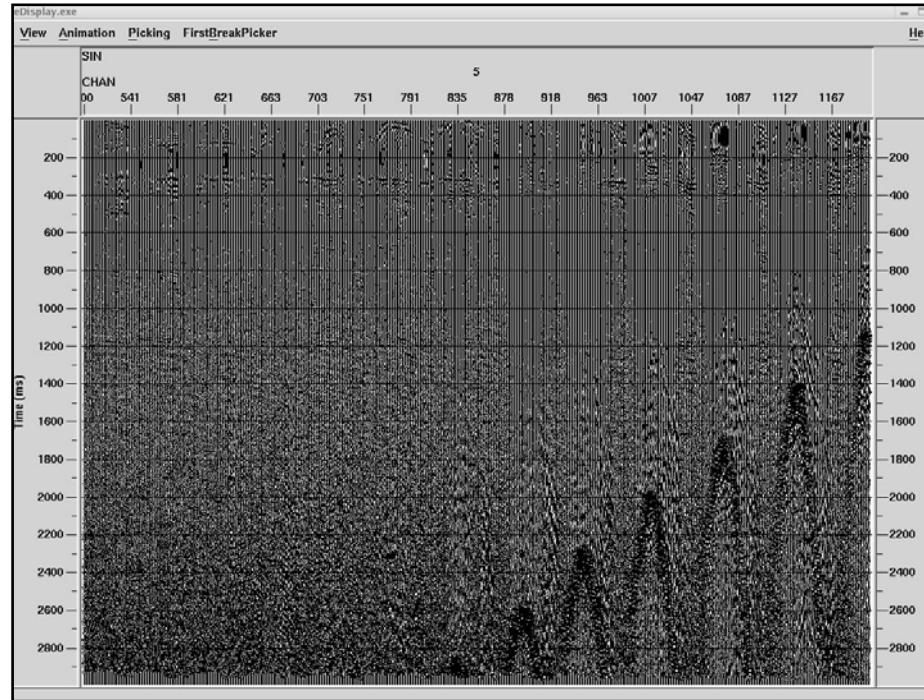 eDisplay.exe
View Animation Picking FirstBreakPicker He
SIN
5
CHAN
00 541 581 621 663 703 751 791 835 878 918 963 1007 1047 1087 1127 1167
200 200
400 400
600 600
800 800
1000 1000
1200 1200
1400 1400
1600 1600
1800 1800
2000 2000
2200 2200
2400 2400
2600 2600
2800 2800
Time (ms)